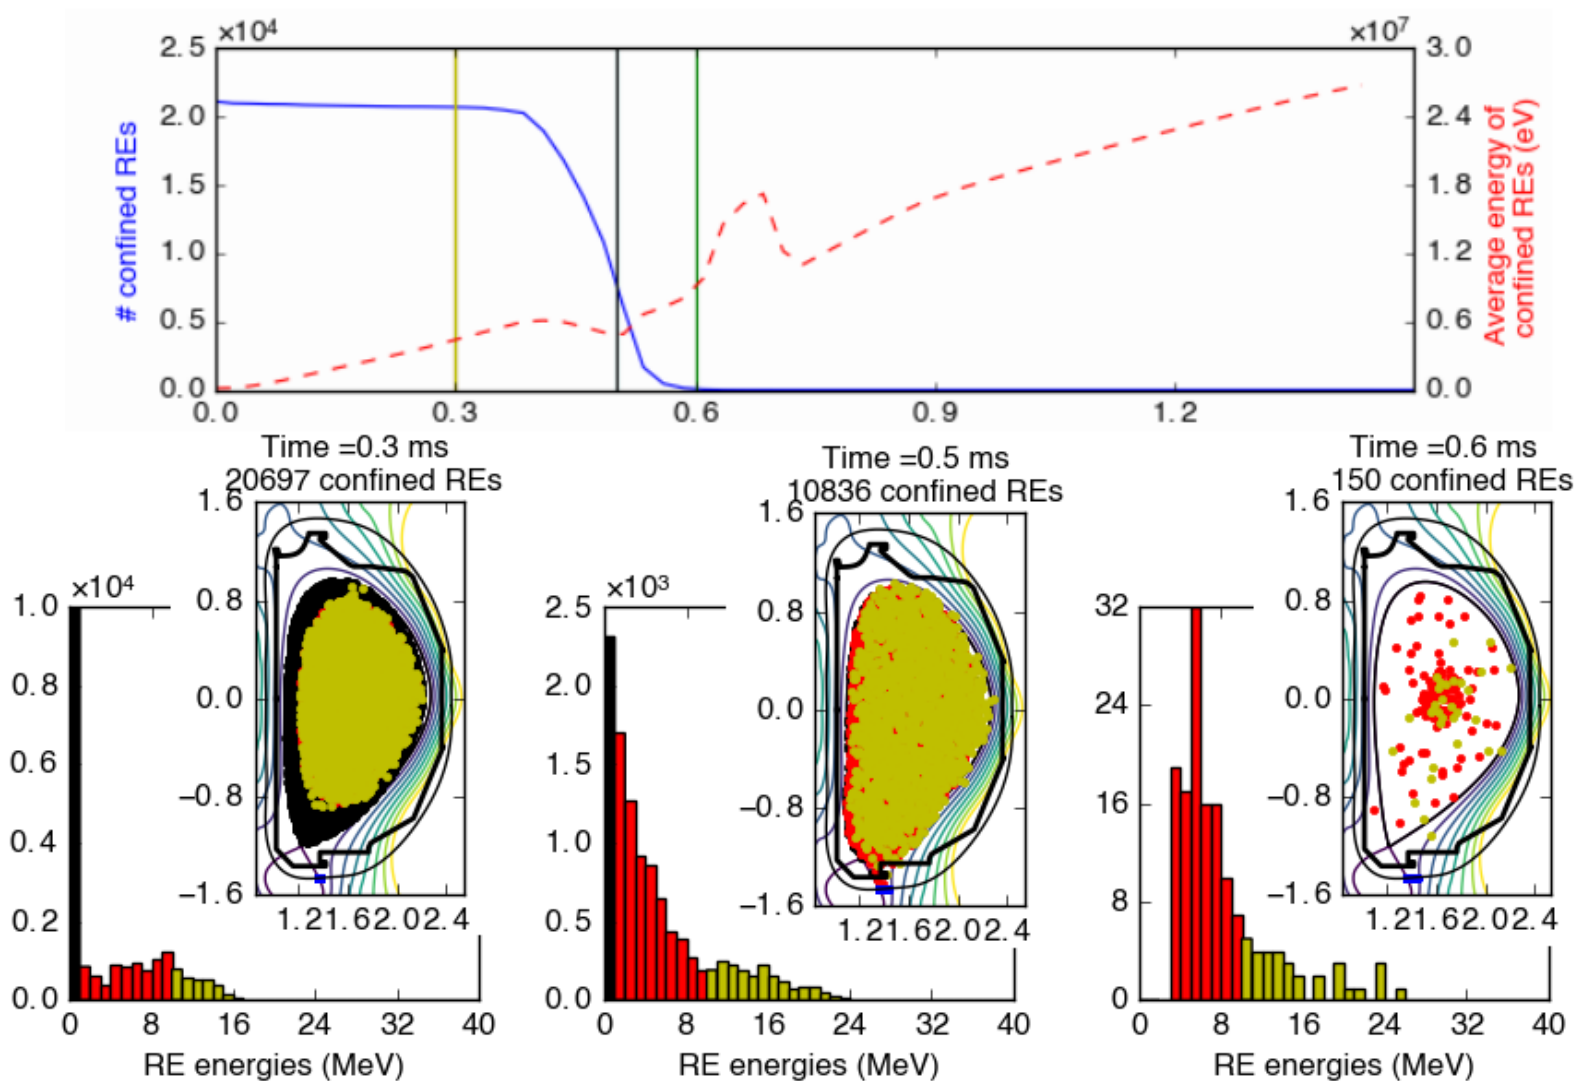 ×10⁴
×10⁷
2.5
2.0
1.5
1.0
0.5
0.0
# confined REs
3.0
2.4
1.8
1.2
0.6
0.0
Average energy of
confined REs (eV)
0.0 0.3 0.6 0.9 1.2
Time =0.3 ms
20697 confined REs
1.6
0.8
0.0
−0.8
−1.6
1.2 1.6 2.0 2.4
×10⁴
1.0
0.8
0.6
0.4
0.2
0.0
0 8 16 24 32 40
RE energies (MeV)
Time =0.5 ms
10836 confined REs
1.6
0.8
0.0
−0.8
−1.6
1.2 1.6 2.0 2.4
×10³
2.5
2.0
1.5
1.0
0.5
0.0
0 8 16 24 32 40
RE energies (MeV)
Time =0.6 ms
150 confined REs
1.6
0.8
0.0
−0.8
−1.6
1.2 1.6 2.0 2.4
32
24
16
8
0
0 8 16 24 32 40
RE energies (MeV)